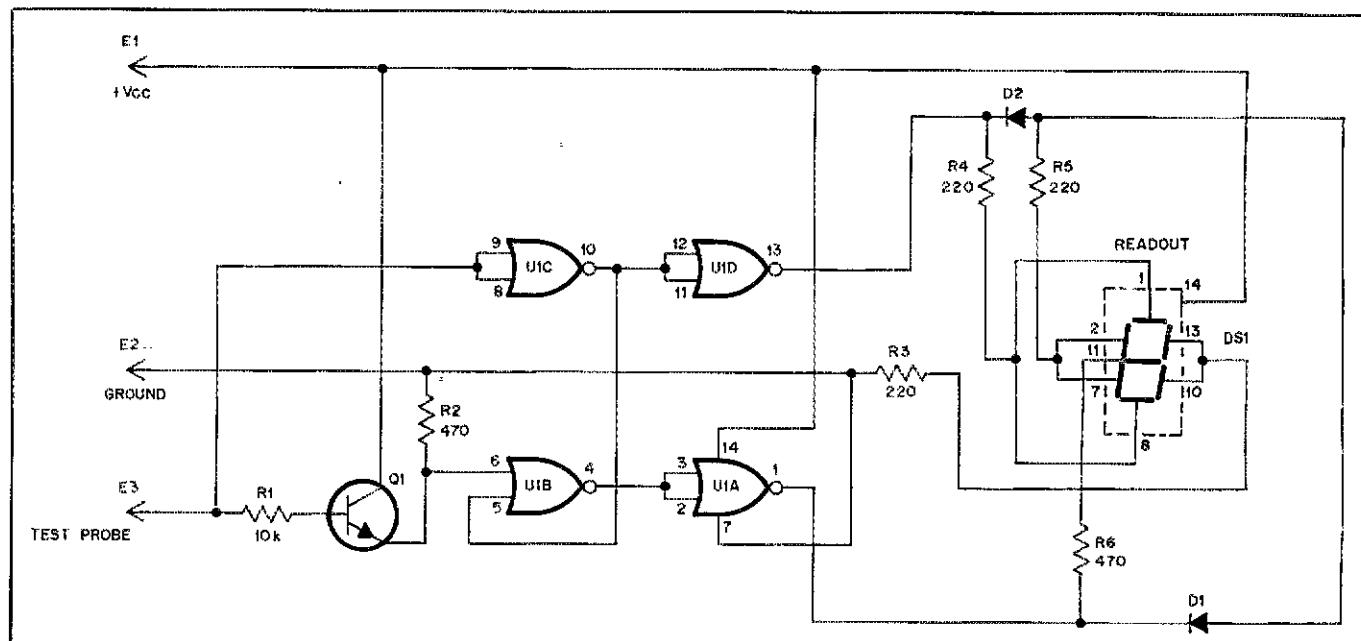 E1
+Vcc
D2
R4
220
R5
220
READOUT
9
8
U1C
10
12
11
U1D
13
1
14
2
11
7
13
10
8
DS1
E2
GROUND
R2
470
R3
220
E3
TEST PROBE
R1
10k
Q1
6
5
U1B
4
3
2
U1A
14
7
1
R6
470
D1